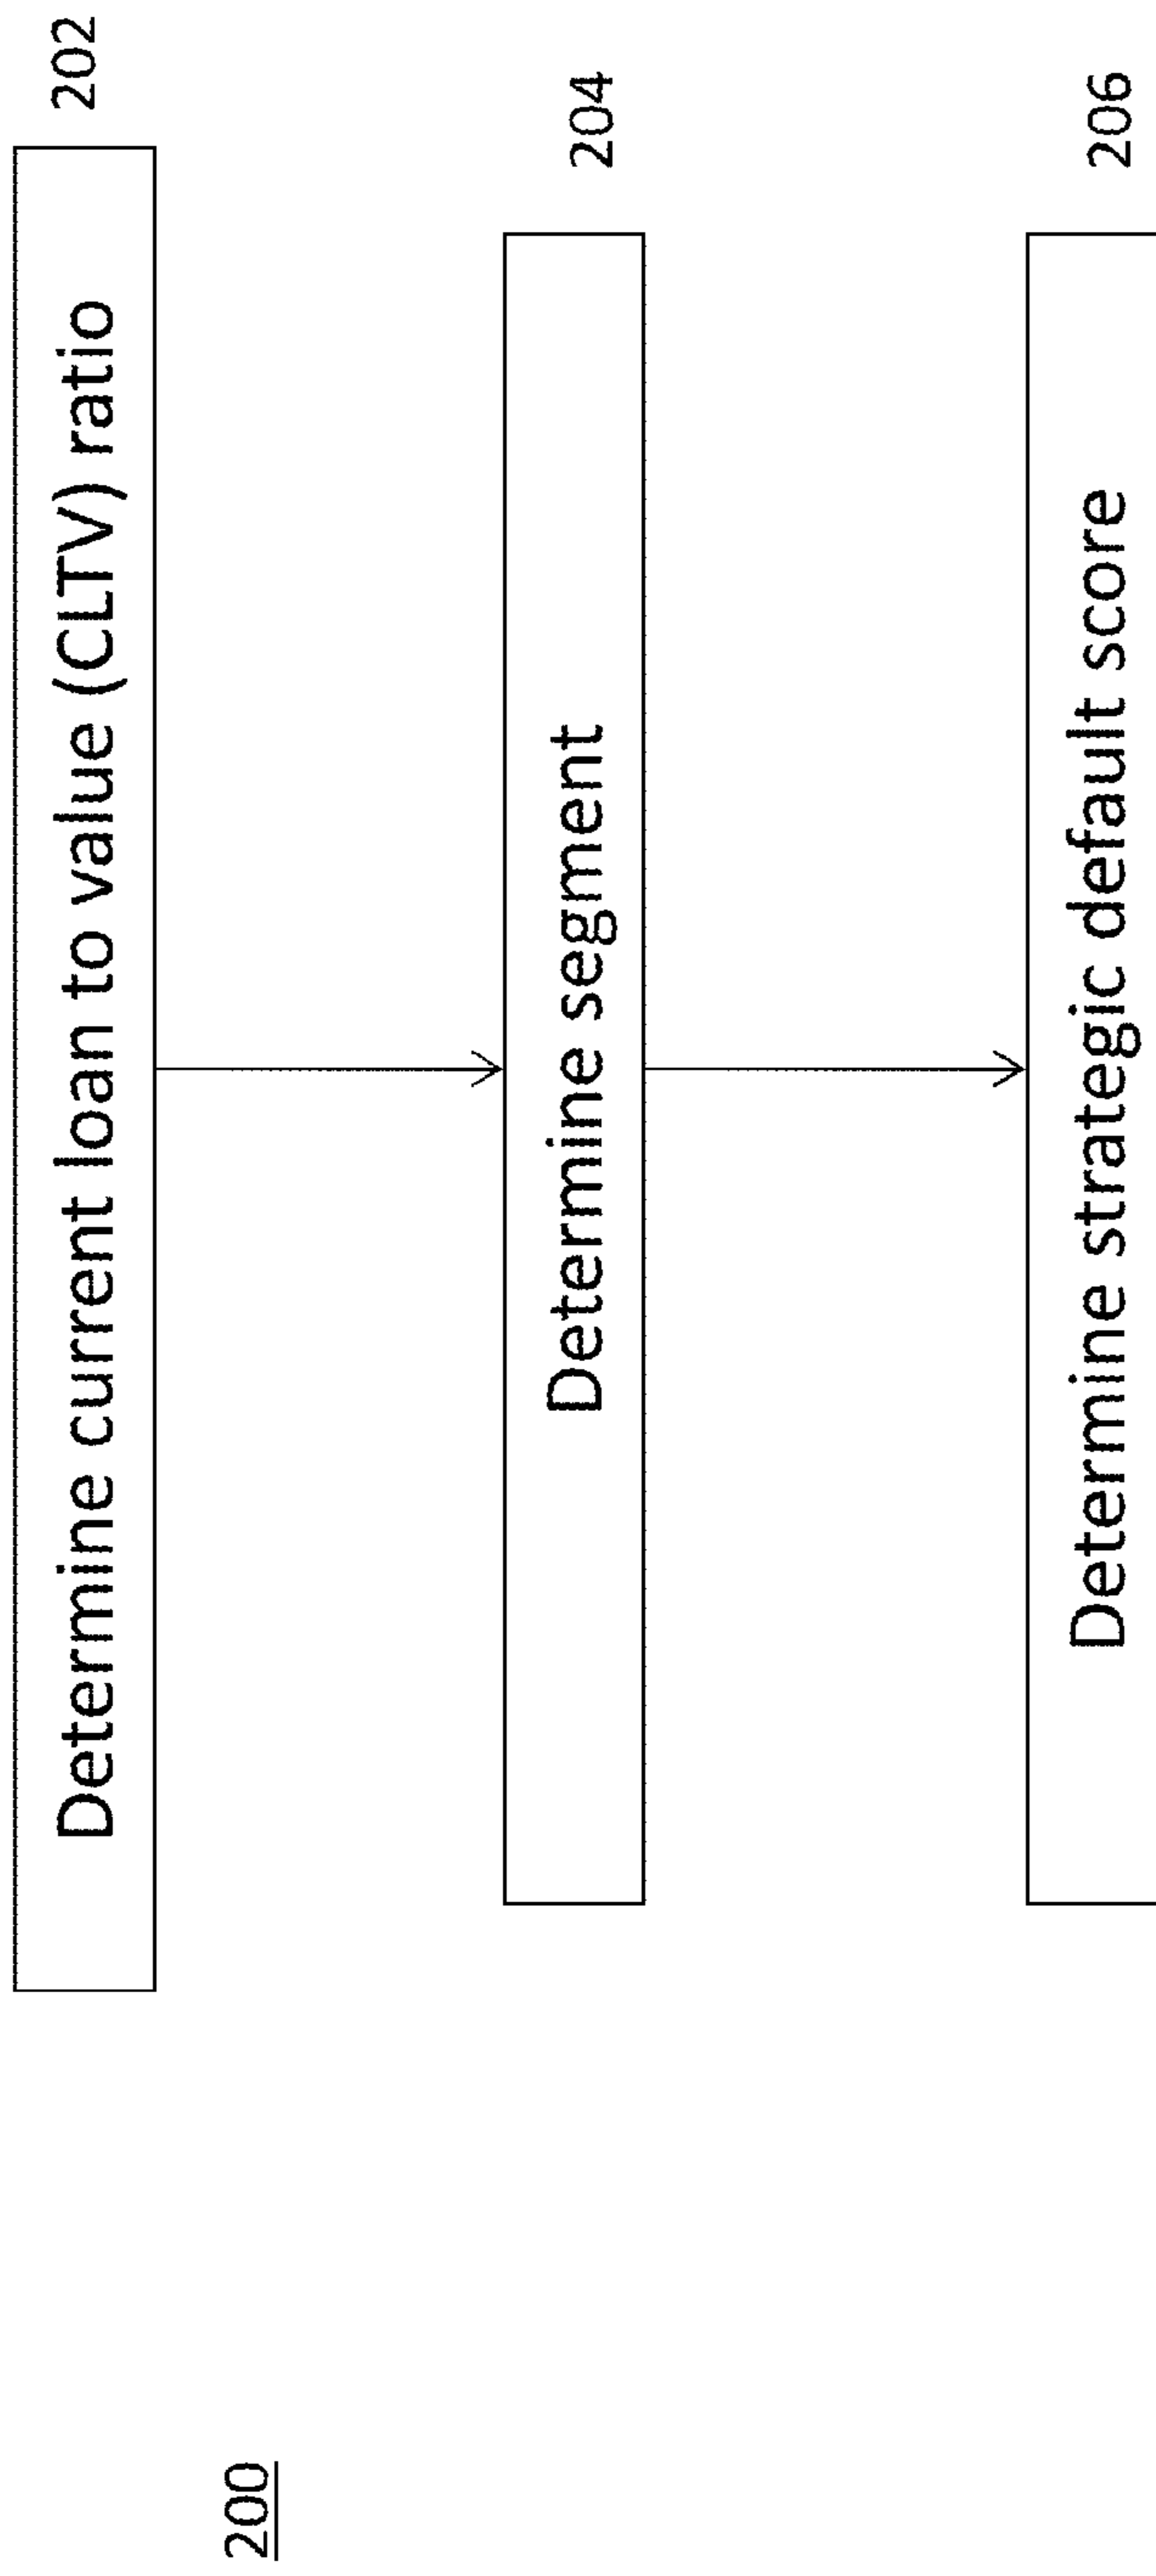 200
Determine current loan to value (CLTV) ratio
202
Determine segment
204
Determine strategic default score
206